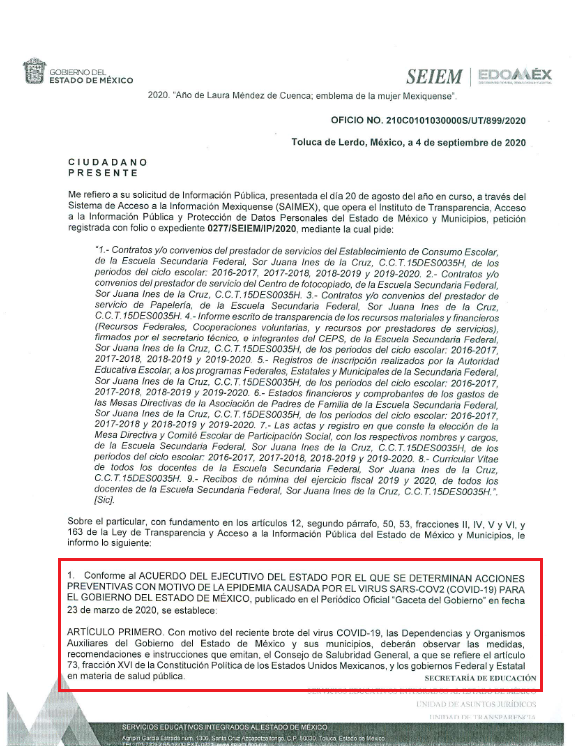 GOBIERNO DEL
ESTADO DE MÉXICO
SEIEM
EDOMÉX
2020. "Año de Laura Méndez de Cuenca; emblema de la mujer Mexiquense".
OFICIO NO. 210C0101030000S/UT/899/2020
Toluca de Lerdo, México, a 4 de septiembre de 2020
CIUDADANO
PRESENTE
Me refiero a su solicitud de Información Pública, presentada el día 20 de agosto del año en curso, a través del
Sistema de Acceso a la Información Mexiquense (SAIMEX), que opera el Instituto de Transparencia, Acceso
a la Información Pública y Protección de Datos Personales del Estado de México y Municipios, petición
registrada con folio o expediente 0277/SEIEM/IP/2020, mediante la cual pide:
"1.- Contratos y/o convenios del prestador de servicios del Establecimiento de Consumo Escolar,
de la Escuela Secundaria Federal, Sor Juana Ines de la Cruz, C.C.T.15DES0035H, de los
periodos del ciclo escolar: 2016-2017, 2017-2018, 2018-2019 y 2019-2020. 2.- Contratos y/o
convenios del prestador de servicio del Centro de fotocopiado, de la Escuela Secundaria Federal,
Sor Juana Ines de la Cruz, C.C.T.15DES0035H. 3.- Contratos y/o convenios del prestador de
servicio de Papelería, de la Escuela Secundaria Federal, Sor Juana Ines de la Cruz,
C.C.T.15DES0035H. 4.- Informe escrito de transparencia de los recursos materiales y financieros
(Recursos Federales, Cooperaciones voluntarias, y recursos por prestadores de servicios),
firmados por el secretario técnico, e integrantes del CEPS, de la Escuela Secundaria Federal,
Sor Juana Ines de la Cruz, C.C.T.15DES0035H, de los periodos del ciclo escolar: 2016-2017,
2017-2018, 2018-2019 y 2019-2020. 5.- Registros de inscripción realizados por la Autoridad
Educativa Escolar, a los programas Federales, Estatales y Municipales de la Secundaria Federal,
Sor Juana Ines de la Cruz, C.C.T.15DES0035H, de los periodos del ciclo escolar: 2016-2017,
2017-2018, 2018-2019 y 2019-2020. 6.- Estados financieros y comprobantes de los gastos de
las Mesas Directivas de la Asociación de Padres de Familia de la Escuela Secundaria Federal,
Sor Juana Ines de la Cruz, C.C.T.15DES0035H, de los periodos del ciclo escolar: 2016-2017,
2017-2018 y 2018-2019 y 2019-2020. 7.- Las actas y registro en que conste la elección de la
Mesa Directiva y Comité Escolar de Participación Social, con los respectivos nombres y cargos,
de la Escuela Secundaria Federal, Sor Juana Ines de la Cruz, C.C.T.15DES0035H, de los
periodos del ciclo escolar: 2016-2017, 2017-2018, 2018-2019 y 2019-2020. 8.- Curricular Vitae
de todos los docentes de la Escuela Secundaria Federal, Sor Juana Ines de la Cruz,
C.C.T.15DES0035H. 9.- Recibos de nómina del ejercicio fiscal 2019 y 2020, de todos los
docentes de la Escuela Secundaria Federal, Sor Juana Ines de la Cruz, C.C.T.15DES0035H.".
[Sic].
Sobre el particular, con fundamento en los artículos 12, segundo párrafo, 50, 53, fracciones II, IV, V y VI, y
163 de la Ley de Transparencia y Acceso a la Información Pública del Estado de México y Municipios, le
informo lo siguiente:
1. Conforme al ACUERDO DEL EJECUTIVO DEL ESTADO POR EL QUE SE DETERMINAN ACCIONES
PREVENTIVAS CON MOTIVO DE LA EPIDEMIA CAUSADA POR EL VIRUS SARS-COV2 (COVID-19) PARA
EL GOBIERNO DEL ESTADO DE MÉXICO, publicado en el Periódico Oficial "Gaceta del Gobierno" en fecha
23 de marzo de 2020, se establece:
ARTÍCULO PRIMERO. Con motivo del reciente brote del virus COVID-19, las Dependencias y Organismos
Auxiliares del Gobierno del Estado de México y sus municipios, deberán observar las medidas,
recomendaciones e instrucciones que emitan, el Consejo de Salubridad General, a que se refiere el artículo
73, fracción XVI de la Constitución Política de los Estados Unidos Mexicanos, y los gobiernos Federal y Estatal
en materia de salud pública.
SECRETARÍA DE EDUCACIÓN
SERVICIOS EDUCATIVOS INTEGRADOS AL ESTADO DE MÉXICO
UNIDAD DE ASUNTOS JURÍDICOS
UNIDAD DE TRANSPARENCIA
SERVICIOS EDUCATIVOS INTEGRADOS AL ESTADO DE MÉXICO